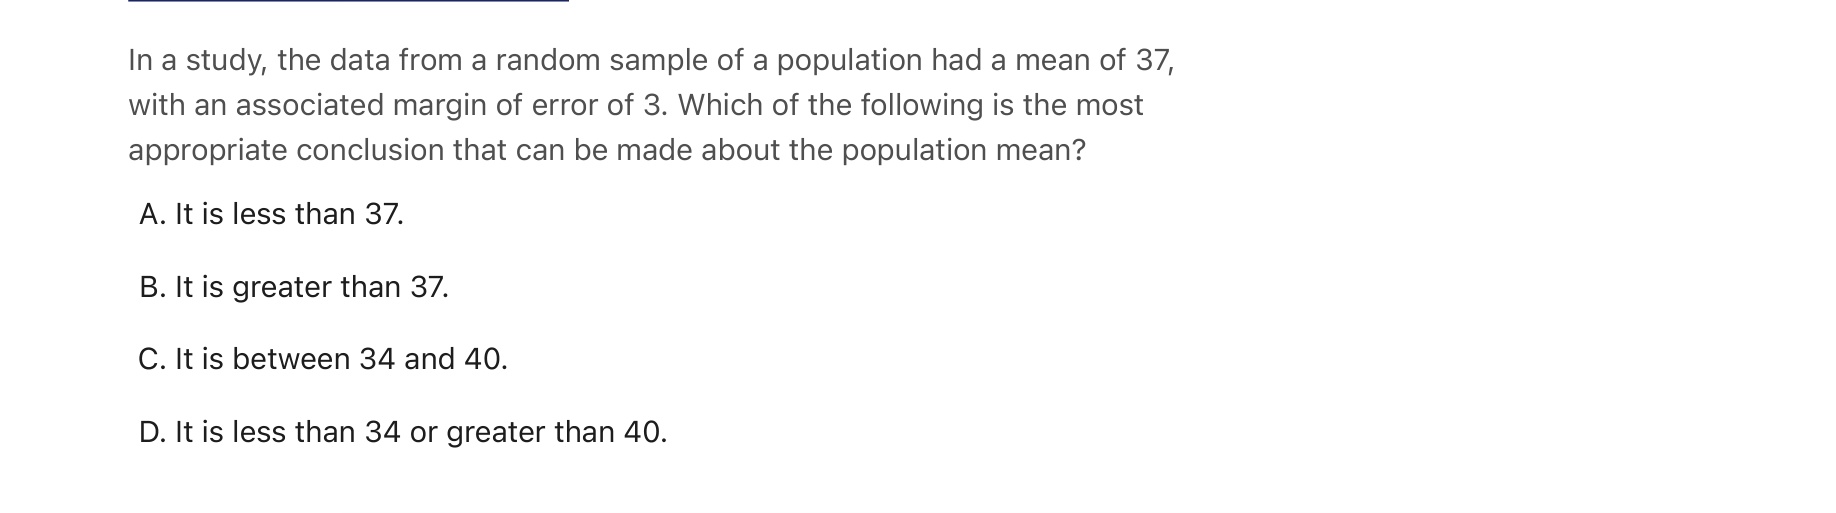 In a study, the data from a random sample of a population had a mean of 37,
with an associated margin of error of 3. Which of the following is the most
appropriate conclusion that can be made about the population mean?
A. It is less than 37.
B. It is greater than 37.
C. It is between 34 and 40.
D. It is less than 34 or greater than 40.